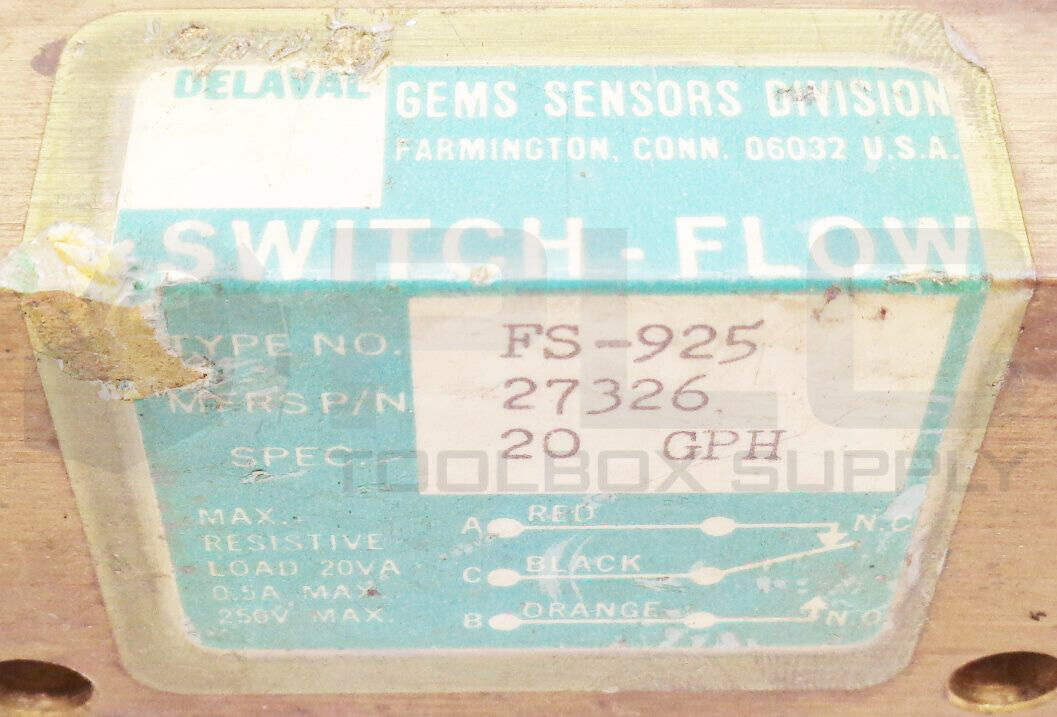 DELAVAL
GEMS SENSORS DIVISION
FARMINGTON, CONN. 06032 U.S.A.
SWITCH - FLOW
TYPE NO. FS-925
MFRS P/N. 27326
SPEC. 20 GPH
MAX.
RESISTIVE
LOAD 20VA
0.5A MAX.
250V MAX.
A RED N.C.
C BLACK
B ORANGE N.O.
PLC
TOOLBOX SUPPLY